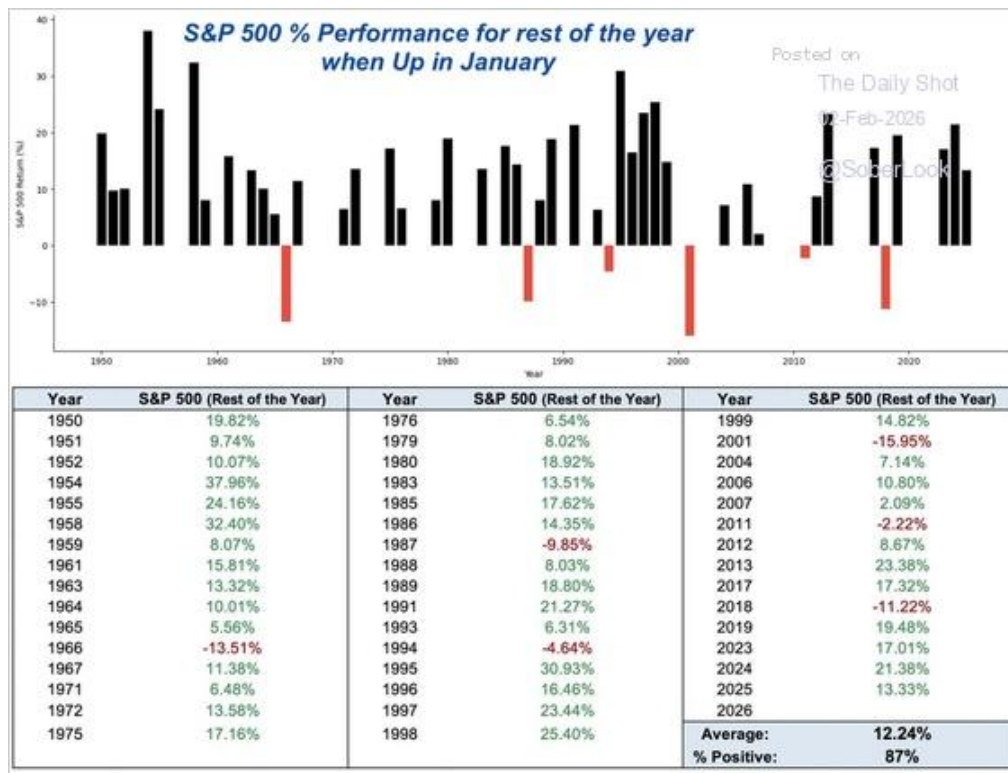 S&P 500 % Performance for rest of the year
when Up in January
Posted on
The Daily Shot
02-Feb-2026
@SoberLook
S&P 500 Return (%)
40
30
20
10
0
−10
1950 1960 1970 1980 1990 2000 2010 2020
Year
Year S&P 500 (Rest of the Year) Year S&P 500 (Rest of the Year) Year S&P 500 (Rest of the Year)
1950 19.82% 1976 6.54% 1999 14.82%
1951 9.74% 1979 8.02% 2001 -15.95%
1952 10.07% 1980 18.92% 2004 7.14%
1954 37.96% 1983 13.51% 2006 10.80%
1955 24.16% 1985 17.62% 2007 2.09%
1958 32.40% 1986 14.35% 2011 -2.22%
1959 8.07% 1987 -9.85% 2012 8.67%
1961 15.81% 1988 8.03% 2013 23.38%
1963 13.32% 1989 18.80% 2017 17.32%
1964 10.01% 1991 21.27% 2018 -11.22%
1965 5.56% 1993 6.31% 2019 19.48%
1966 -13.51% 1994 -4.64% 2023 17.01%
1967 11.38% 1995 30.93% 2024 21.38%
1971 6.48% 1996 16.46% 2025 13.33%
1972 13.58% 1997 23.44% 2026
1975 17.16% 1998 25.40% Average: 12.24%
% Positive: 87%